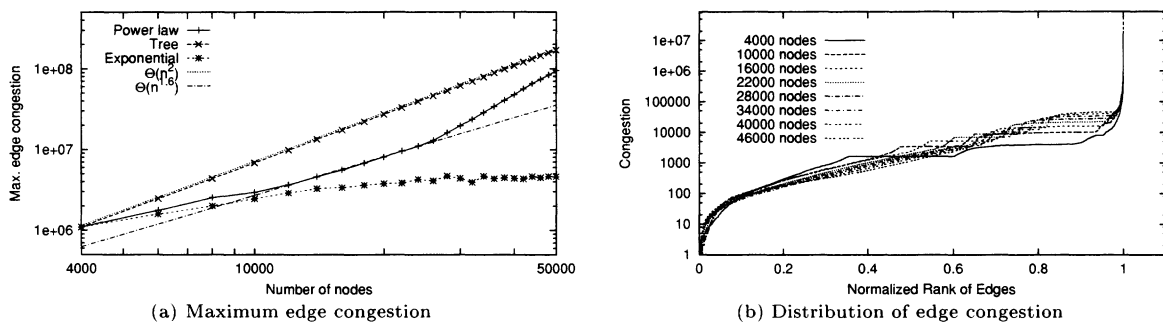 Max. edge congestion
1e+08
1e+07
1e+06
Power law
Tree
Exponential
Θ(n^2)
Θ(n^1.6)
4000
10000
50000
Number of nodes
(a) Maximum edge congestion
Congestion
1e+07
1e+06
100000
10000
1000
100
10
1
4000 nodes
10000 nodes
16000 nodes
22000 nodes
28000 nodes
34000 nodes
40000 nodes
46000 nodes
0
0.2
0.4
0.6
0.8
1
Normalized Rank of Edges
(b) Distribution of edge congestion